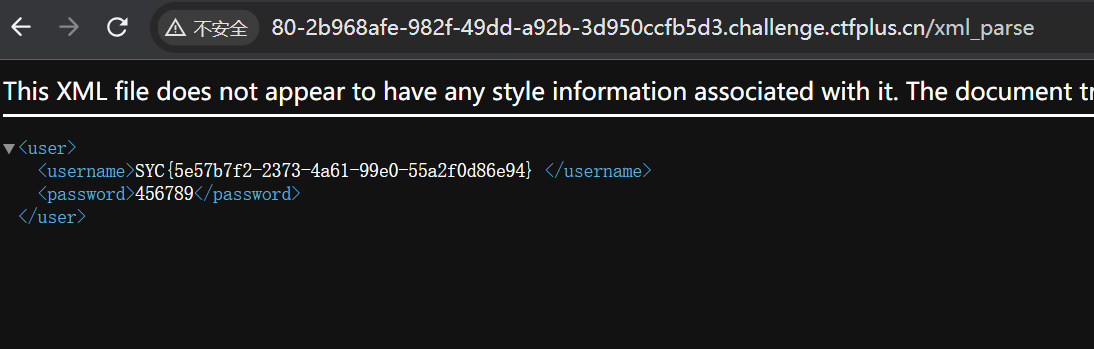 不安全 80-2b968afe-982f-49dd-a92b-3d950ccfb5d3.challenge.ctfplus.cn/xml_parse
This XML file does not appear to have any style information associated with it. The document tr
<user>
<username>SYC{5e57b7f2-2373-4a61-99e0-55a2f0d86e94} </username>
<password>456789</password>
</user>